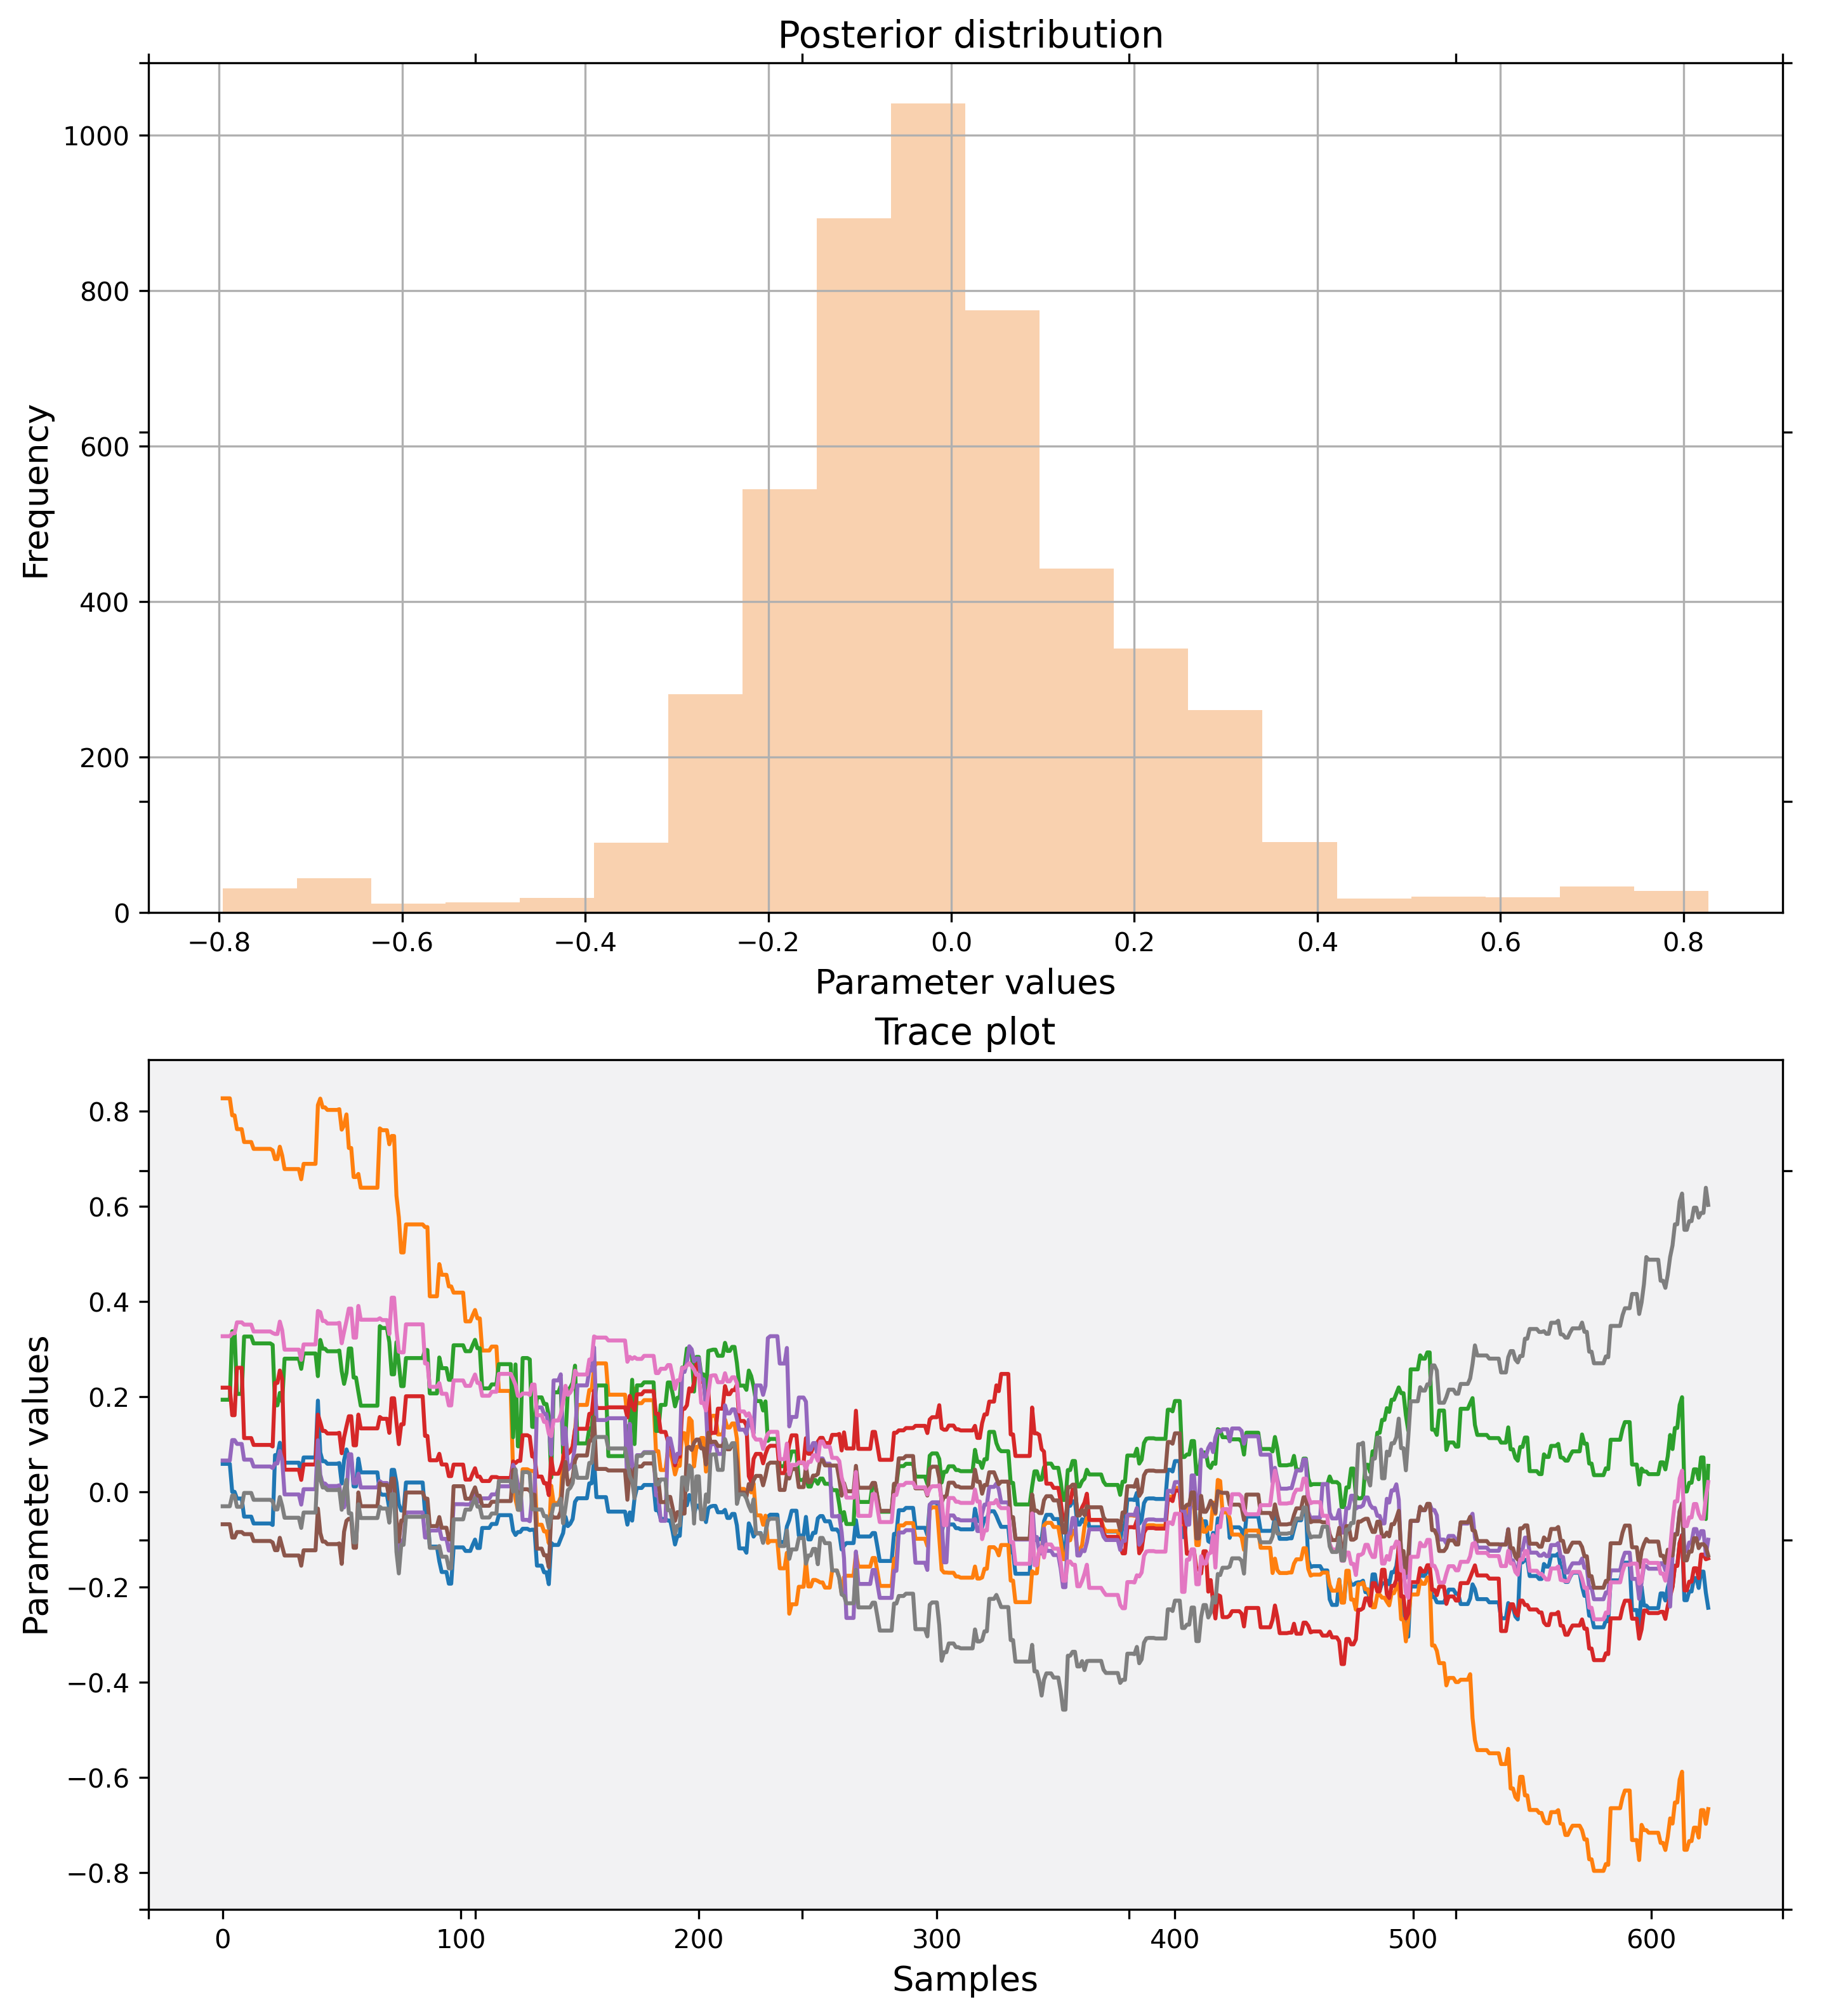 Posterior distribution
1000
800
600
400
200
0
Frequency
−0.8 −0.6 −0.4 −0.2 0.0 0.2 0.4 0.6 0.8
Parameter values
Trace plot
0.8
0.6
0.4
0.2
0.0
−0.2
−0.4
−0.6
−0.8
Parameter values
0 100 200 300 400 500 600
Samples